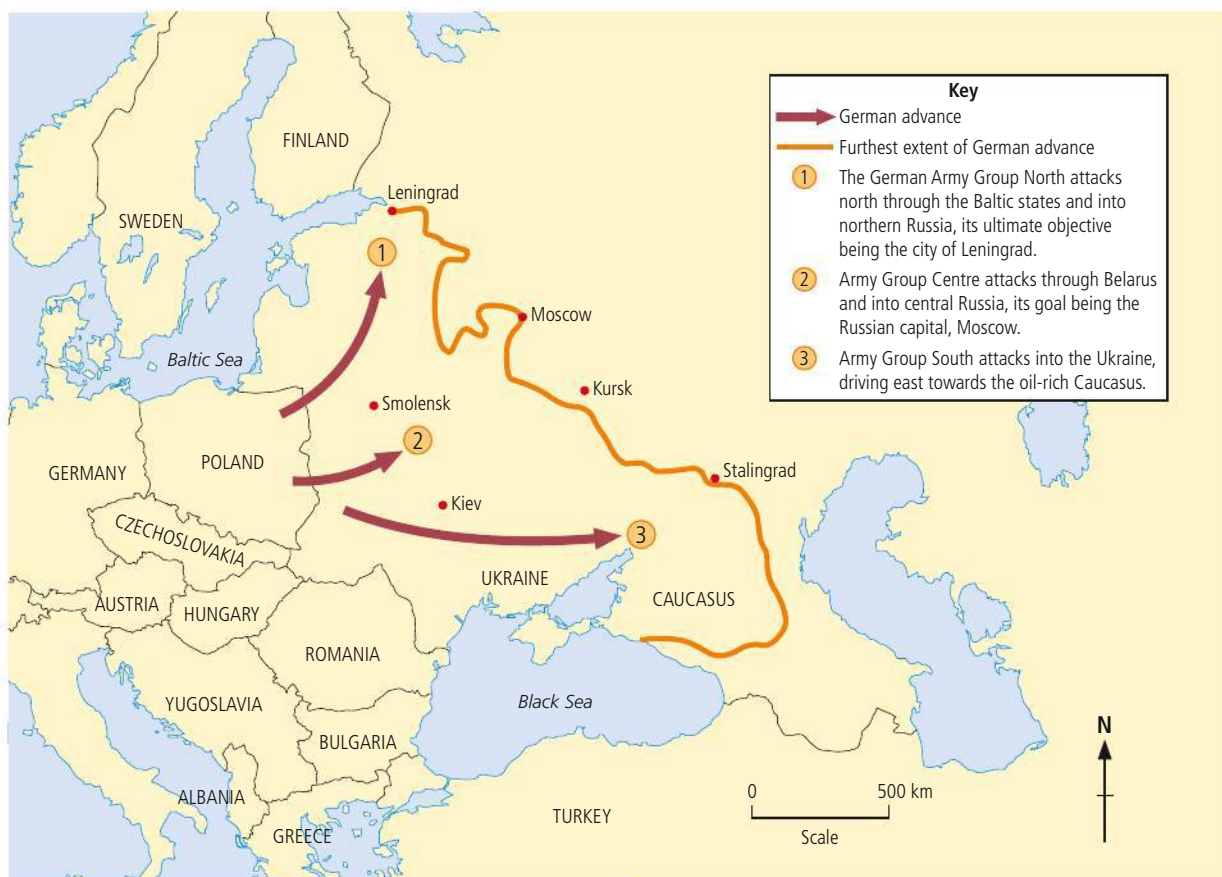 FINLAND
Leningrad
SWEDEN
1
Baltic Sea
Moscow
Kursk
Smolensk
2
GERMANY
POLAND
Stalingrad
Kiev
CZECHOSLOVAKIA
3
UKRAINE
AUSTRIA
HUNGARY
CAUCASUS
ROMANIA
YUGOSLAVIA
Black Sea
BULGARIA
ALBANIA
GREECE
TURKEY
Key
German advance
Furthest extent of German advance
1
The German Army Group North attacks
north through the Baltic states and into
northern Russia, its ultimate objective
being the city of Leningrad.
2
Army Group Centre attacks through Belarus
and into central Russia, its goal being the
Russian capital, Moscow.
3
Army Group South attacks into the Ukraine,
driving east towards the oil-rich Caucasus.
N
0 500 km
Scale